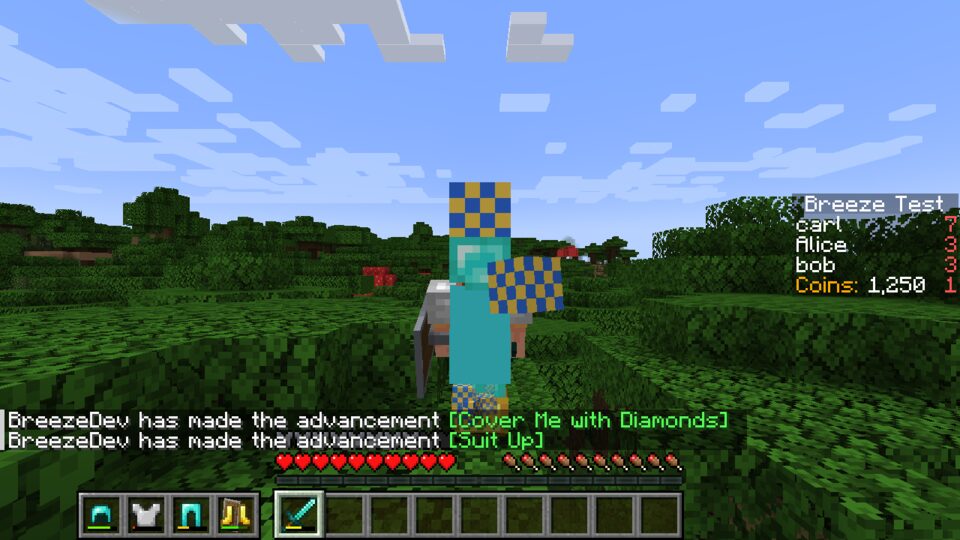 Breeze Test
carl 7
Alice 3
bob 3
Coins: 1,250 1
BreezeDev has made the advancement [Cover Me with Diamonds]
BreezeDev has made the advancement [Suit Up]